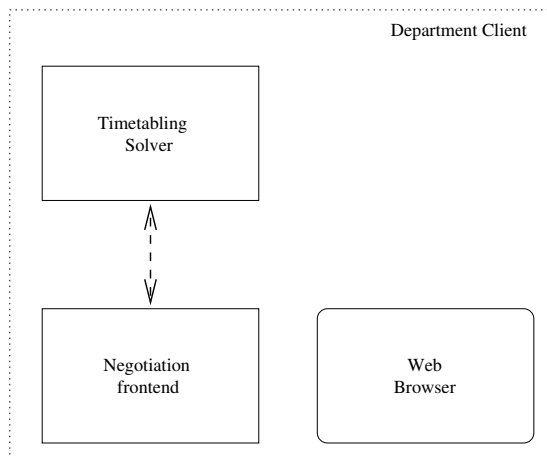 Department Client
Timetabling
Solver
Negotiation
frontend
Web
Browser